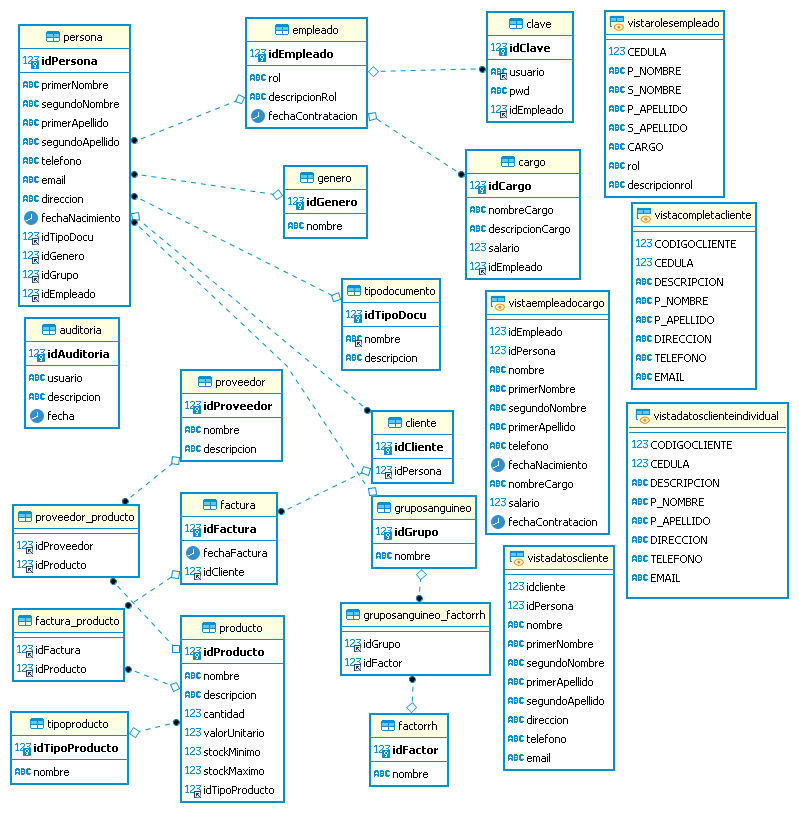 persona
123 idPersona
ABC primerNombre
ABC segundoNombre
ABC primerApellido
ABC segundoApellido
ABC telefono
ABC email
ABC direccion
fechaNacimiento
123 idTipoDocu
123 idGenero
123 idGrupo
123 idEmpleado
empleado
123 idEmpleado
ABC rol
ABC descripcionRol
fechaContratacion
clave
123 idClave
ABC usuario
ABC pwd
123 idEmpleado
vistarolesempleado
123 CEDULA
ABC P_NOMBRE
ABC S_NOMBRE
ABC P_APELLIDO
ABC S_APELLIDO
ABC CARGO
ABC rol
ABC descripcionrol
genero
123 idGenero
ABC nombre
cargo
123 idCargo
ABC nombreCargo
ABC descripcionCargo
123 salario
123 idEmpleado
vistacompletacliente
123 CODIGOCLIENTE
123 CEDULA
ABC DESCRIPCION
ABC P_NOMBRE
ABC P_APELLIDO
ABC DIRECCION
ABC TELEFONO
ABC EMAIL
tipodocumento
123 idTipoDocu
ABC nombre
ABC descripcion
vistaempleadocargo
123 idEmpleado
123 idPersona
ABC nombre
ABC primerNombre
ABC segundoNombre
ABC primerApellido
ABC telefono
fechaNacimiento
ABC nombreCargo
123 salario
fechaContratacion
auditoria
123 idAuditoria
ABC usuario
ABC descripcion
fecha
proveedor
123 idProveedor
ABC nombre
ABC descripcion
cliente
123 idCliente
123 idPersona
vistadatosclienteindividual
123 CODIGOCLIENTE
123 CEDULA
ABC DESCRIPCION
ABC P_NOMBRE
ABC P_APELLIDO
ABC DIRECCION
ABC TELEFONO
ABC EMAIL
proveedor_producto
123 idProveedor
123 idProducto
factura
123 idFactura
fechaFactura
123 idCliente
gruposanguineo
123 idGrupo
ABC nombre
vistadatoscliente
123 idcliente
123 idPersona
ABC nombre
ABC primerNombre
ABC segundoNombre
ABC primerApellido
ABC segundoApellido
ABC direccion
ABC telefono
ABC email
factura_producto
123 idFactura
123 idProducto
producto
123 idProducto
ABC nombre
ABC descripcion
123 cantidad
123 valorUnitario
123 stockMinimo
123 stockMaximo
123 idTipoProducto
gruposanguineo_factorrh
123 idGrupo
123 idFactor
tipoproducto
123 idTipoProducto
ABC nombre
factorrh
123 idFactor
ABC nombre